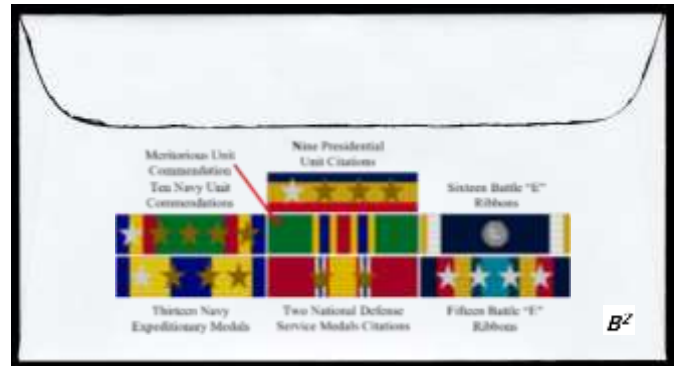 Nine Presidential
Unit Citations
Meritorious Unit
Commendation
Ten Navy Unit
Commendations
Sixteen Battle "E"
Ribbons
Thirteen Navy
Expeditionary Medals
Two National Defense
Service Medals Citations
Fifteen Battle "E"
Ribbons
B²